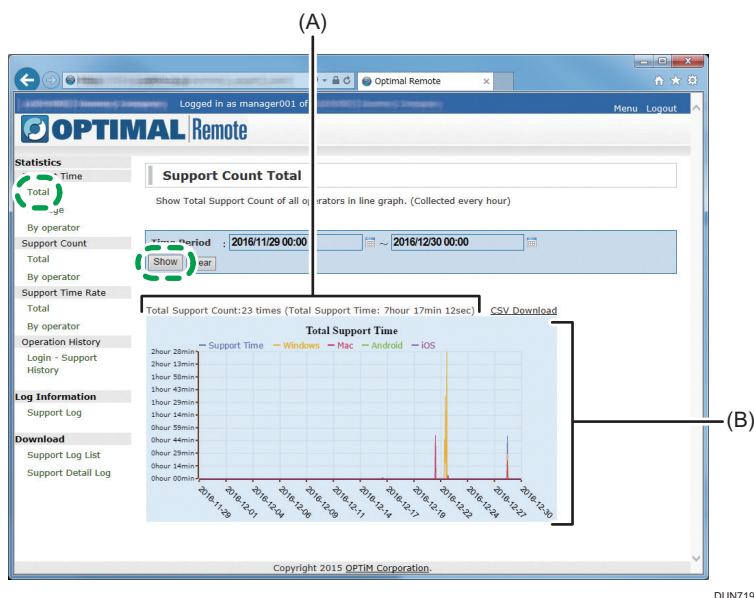 (A)
Optimal Remote
Logged in as manager001 of
Menu Logout
OPTIMAL Remote
Statistics
Time
Total
By operator
Support Count
Total
By operator
Support Time Rate
Total
By operator
Operation History
Login - Support
History
Log Information
Support Log
Download
Support Log List
Support Detail Log
Support Count Total
Show Total Support Count of all operators in line graph. (Collected every hour)
Time Period : 2016/11/29 00:00 ~ 2016/12/30 00:00
Show
Total Support Count:23 times (Total Support Time: 7hour 17min 12sec) CSV Download
Total Support Time
Support Time Windows Mac Android iOS
2hour 28min
2hour 13min
1hour 58min
1hour 43min
1hour 29min
1hour 14min
0hour 59min
0hour 44min
0hour 29min
0hour 14min
0hour 00min
2016-11-29 2016-12-01 2016-12-04 2016-12-06 2016-12-09 2016-12-11 2016-12-14 2016-12-17 2016-12-19 2016-12-22 2016-12-24 2016-12-27 2016-12-30
(B)
Copyright 2015 OPTiM Corporation.
DUN719